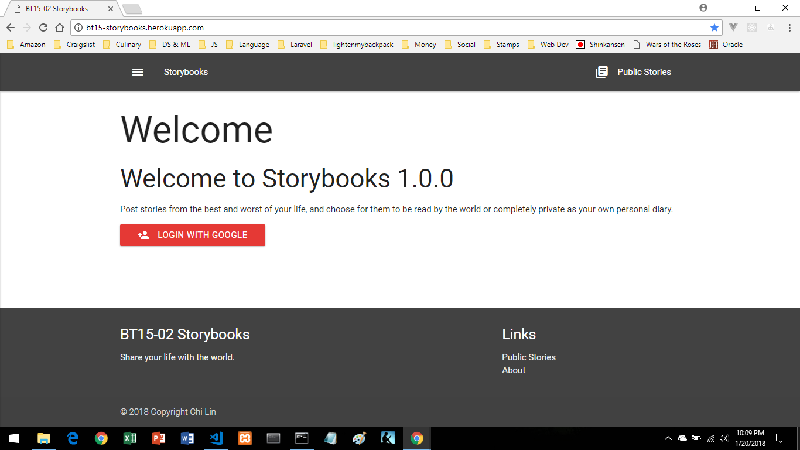 BT15-02 Storybooks
bt15-storybooks.herokuapp.com
Amazon Craigslist Culinary DS & ML JS Language Laravel lightenmybackpack Money Social Stamps Web Dev Shinkansen Wars of the Roses Oracle
Storybooks Public Stories
Welcome
Welcome to Storybooks 1.0.0
Post stories from the best and worst of your life, and choose for them to be read by the world or completely private as your own personal diary
LOGIN WITH GOOGLE
BT15-02 Storybooks Links
Share your life with the world. Public Stories
About
© 2018 Copyright Chi Lin
10:09 PM
1/20/2018